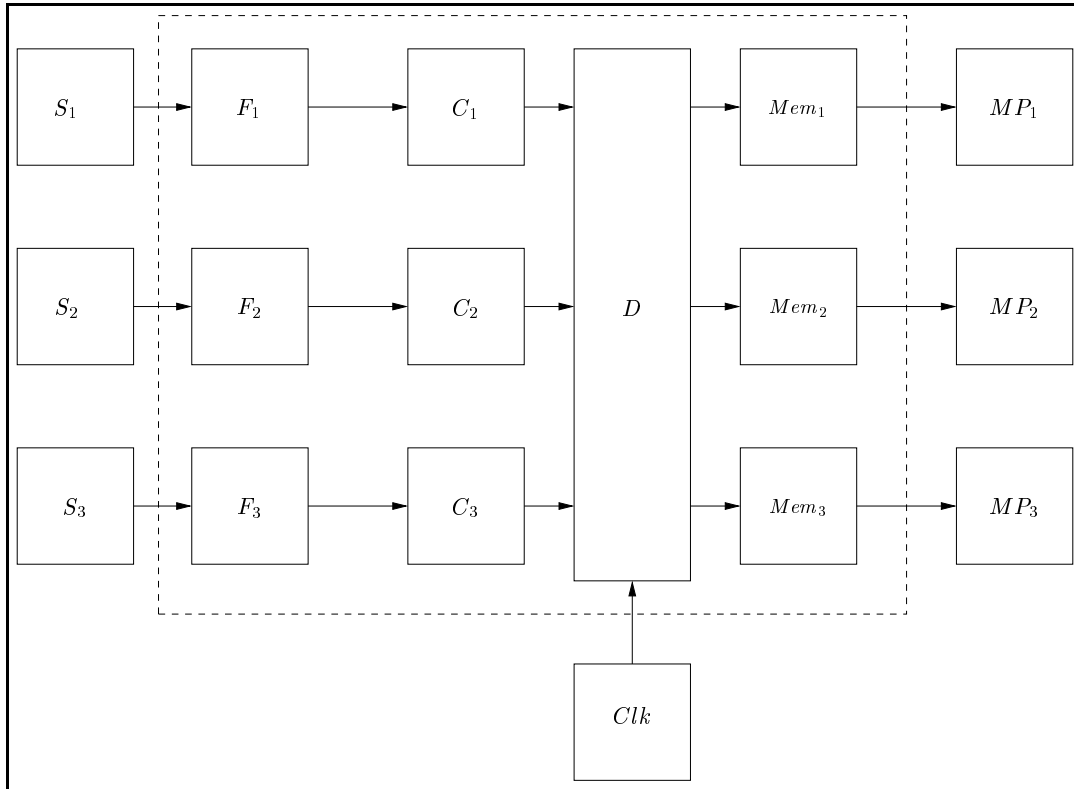 S₁ F₁ C₁ Mem₁ MP₁
S₂ F₂ C₂ D Mem₂ MP₂
S₃ F₃ C₃ Mem₃ MP₃
Clk